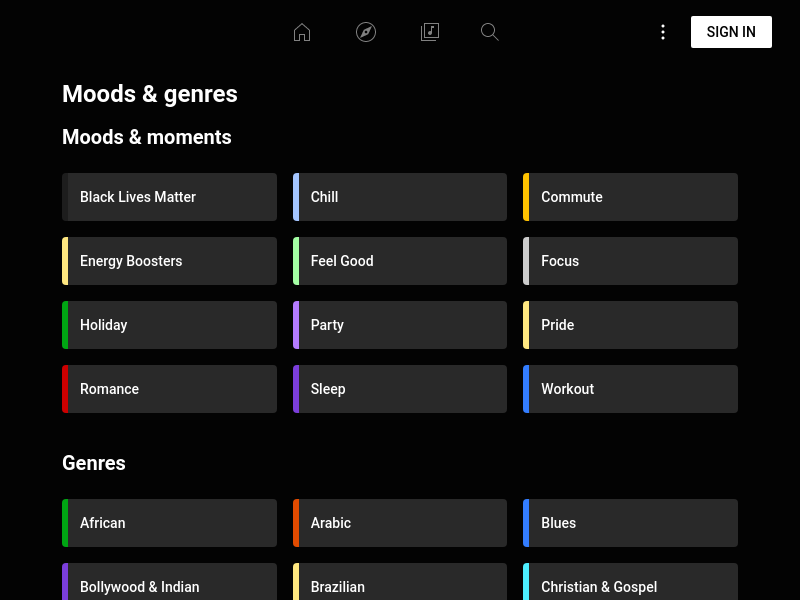 SIGN IN
Moods & genres
Moods & moments
Black Lives Matter
Chill
Commute
Energy Boosters
Feel Good
Focus
Holiday
Party
Pride
Romance
Sleep
Workout
Genres
African
Arabic
Blues
Bollywood & Indian
Brazilian
Christian & Gospel